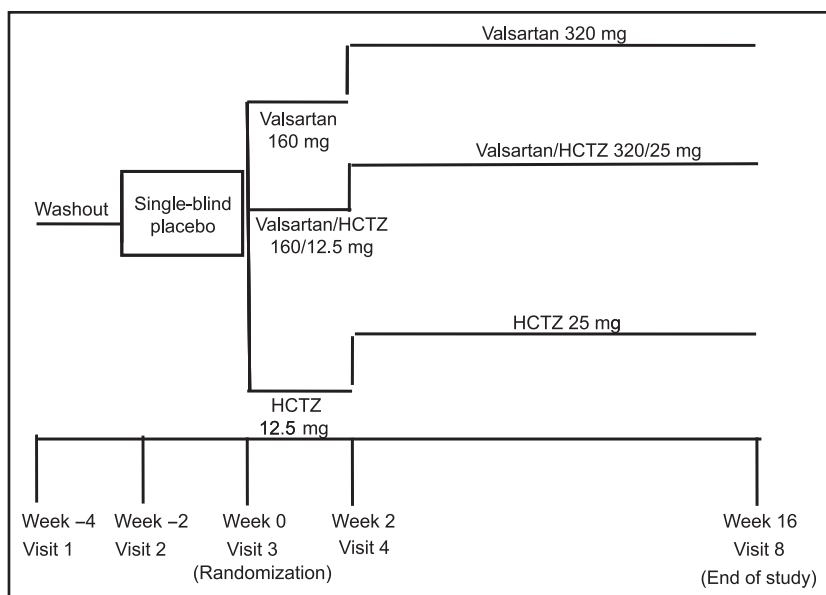 Valsartan 320 mg
Valsartan
160 mg
Valsartan/HCTZ 320/25 mg
Washout
Single-blind
placebo
Valsartan/HCTZ
160/12.5 mg
HCTZ 25 mg
HCTZ
12.5 mg
Week –4
Visit 1
Week –2
Visit 2
Week 0
Visit 3
(Randomization)
Week 2
Visit 4
Week 16
Visit 8
(End of study)